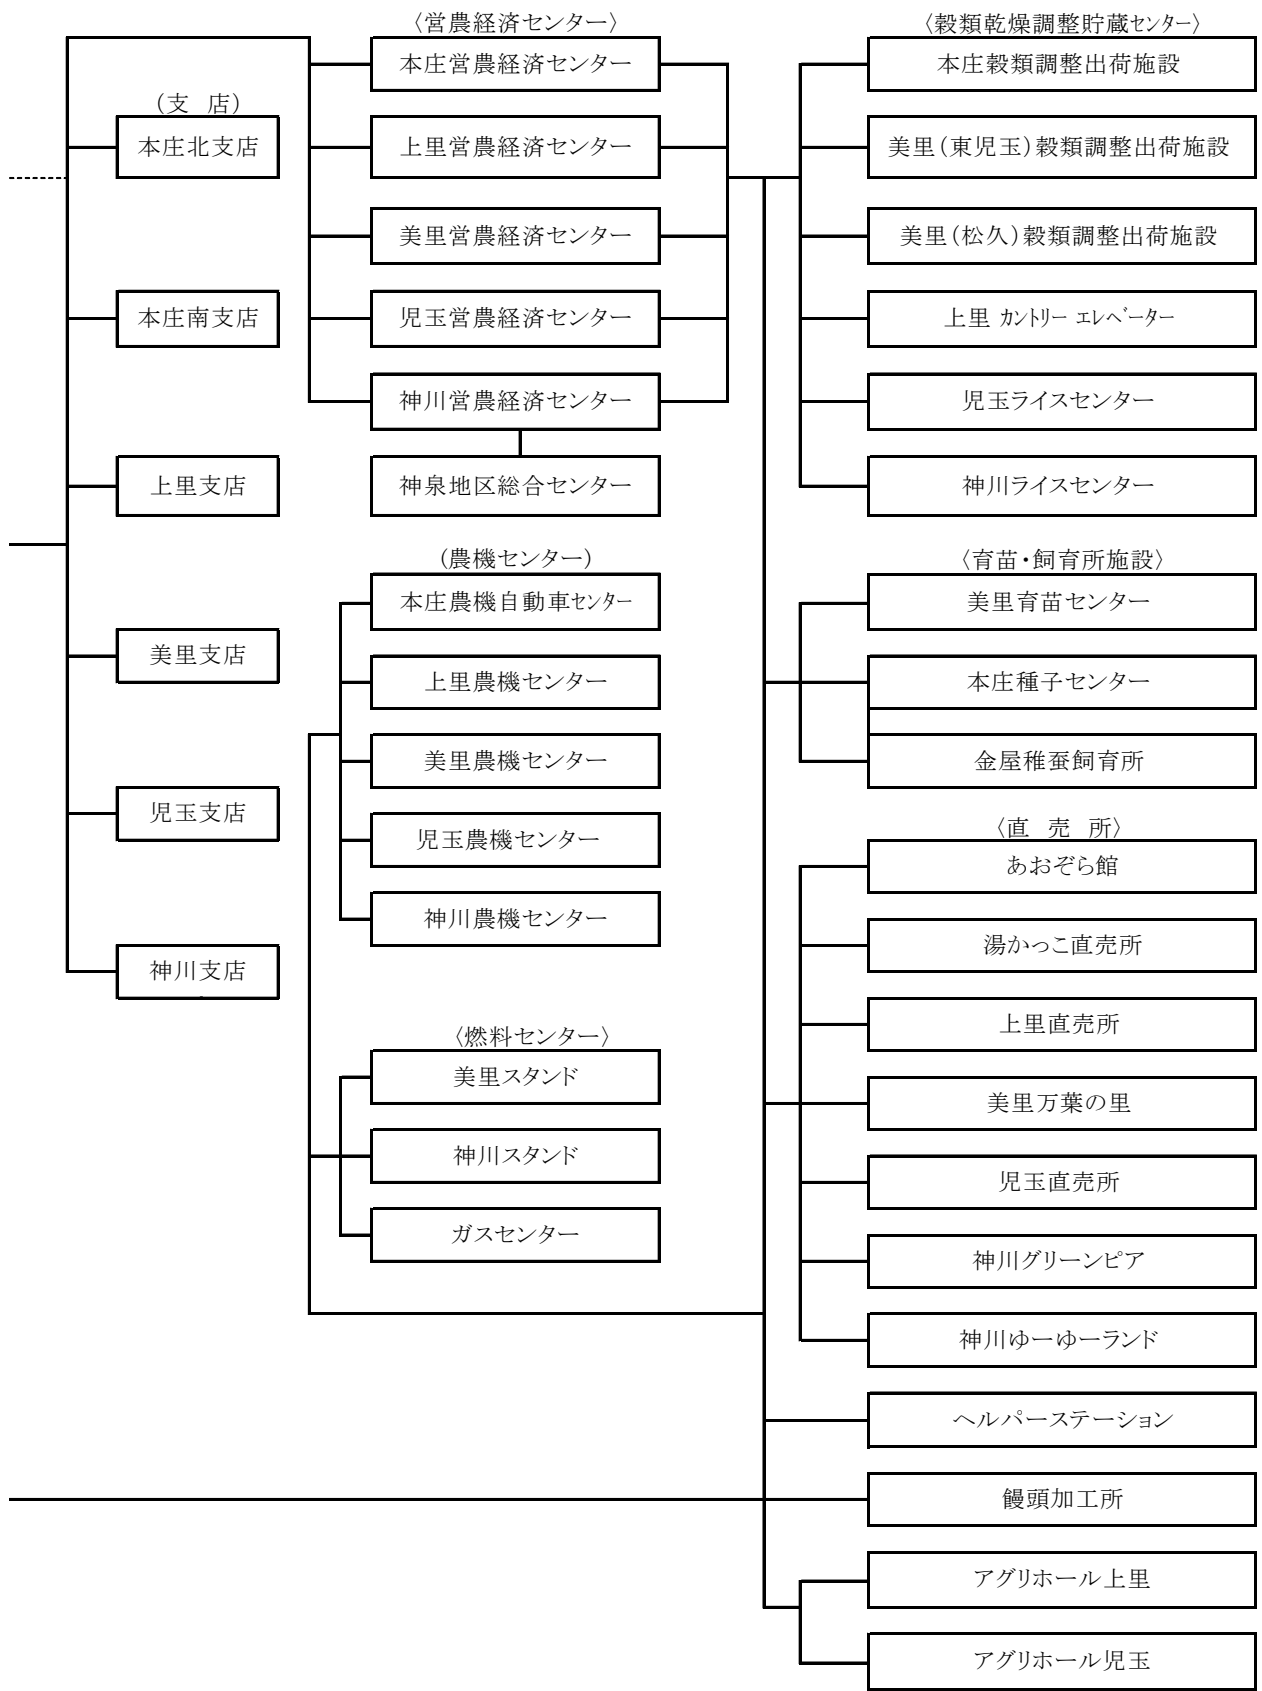 (支　店)
本庄北支店
本庄南支店
上里支店
美里支店
児玉支店
神川支店
〈営農経済センター〉
本庄営農経済センター
上里営農経済センター
美里営農経済センター
児玉営農経済センター
神川営農経済センター
神泉地区総合センター
(農機センター)
本庄農機自動車センター
上里農機センター
美里農機センター
児玉農機センター
神川農機センター
〈燃料センター〉
美里スタンド
神川スタンド
ガスセンター
〈穀類乾燥調整貯蔵センター〉
本庄穀類調整出荷施設
美里(東児玉)穀類調整出荷施設
美里(松久)穀類調整出荷施設
上里 カントリー エレベーター
児玉ライスセンター
神川ライスセンター
〈育苗・飼育所施設〉
美里育苗センター
本庄種子センター
金屋稚蚕飼育所
〈直　売　所〉
あおぞら館
湯かっこ直売所
上里直売所
美里万葉の里
児玉直売所
神川グリーンピア
神川ゆーゆーランド
ヘルパーステーション
饅頭加工所
アグリホール上里
アグリホール児玉